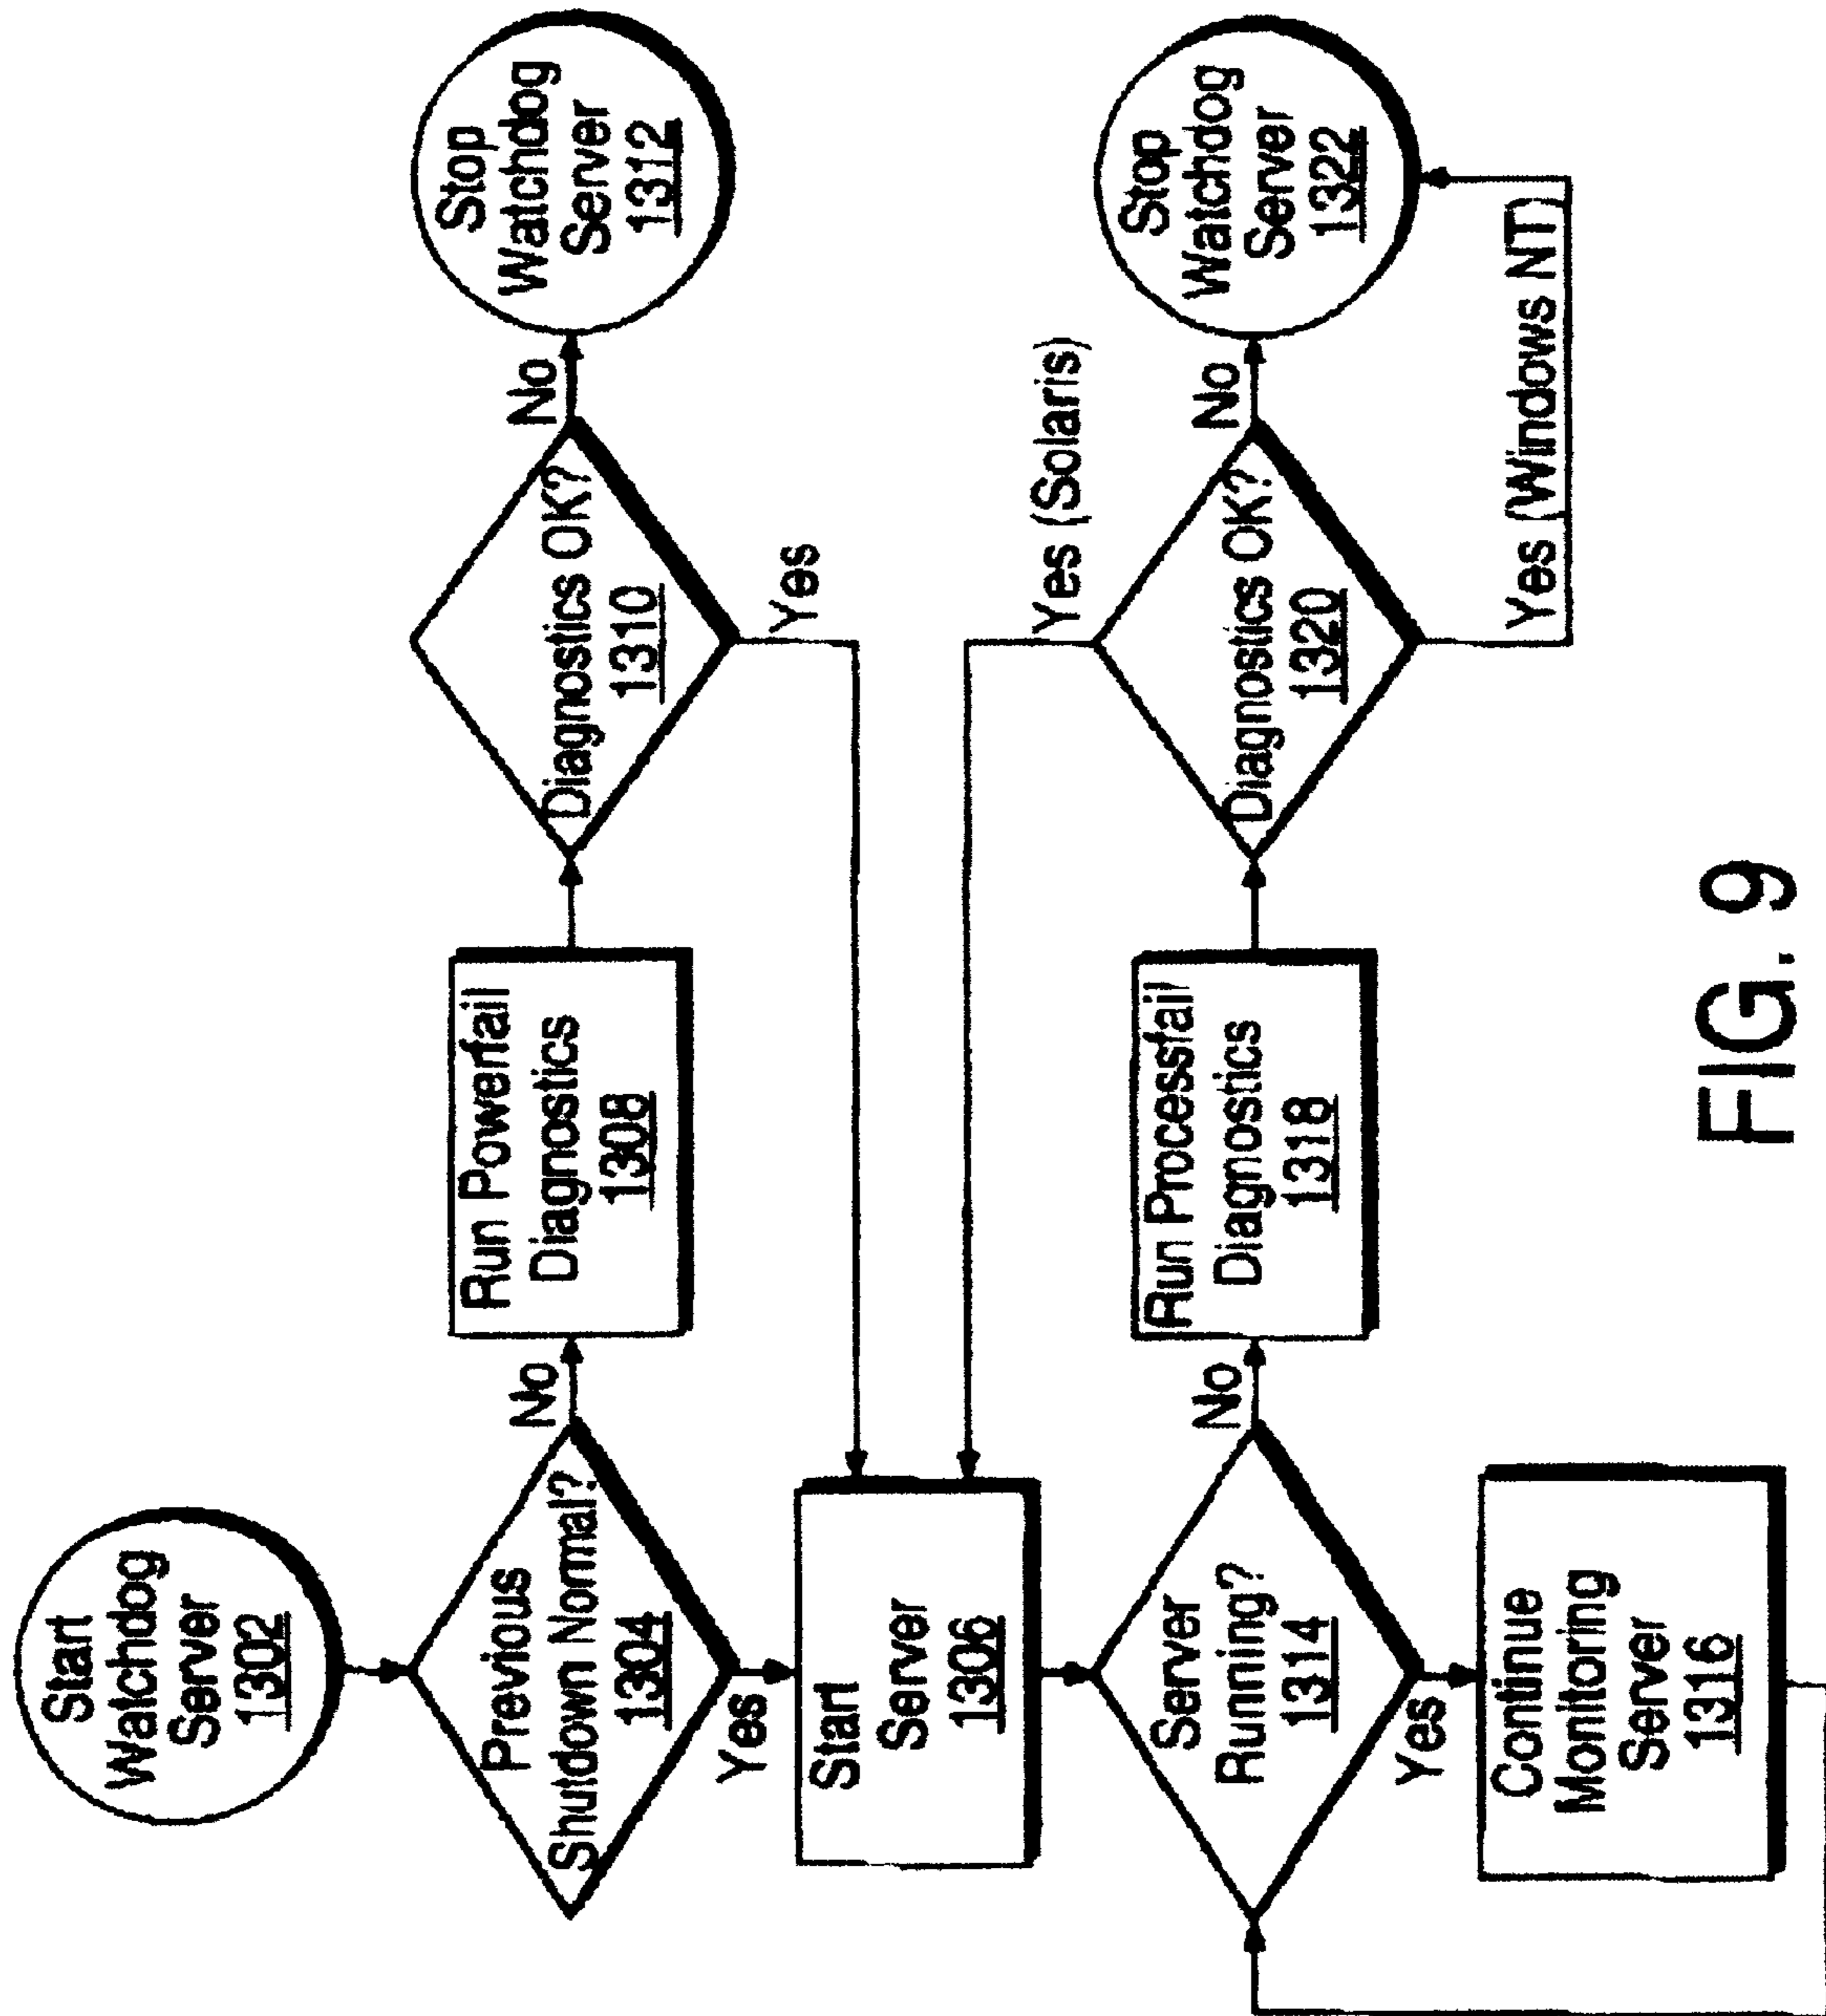 Start
Watchdog
Server
1302
Previous
Shutdown Normal?
1304
No
Yes
Run Powerfail
Diagnostics
1308
Diagnostics OK?
1310
No
Yes
Stop
Watchdog
Server
1312
Start
Server
1306
Server
Running?
1314
No
Yes
Run Processfail
Diagnostics
1318
Diagnostics OK?
1320
Yes (Solaris)
No
Yes (Windows NT)
Stop
Watchdog
Server
1322
Continue
Monitoring
Server
1316
FIG. 9